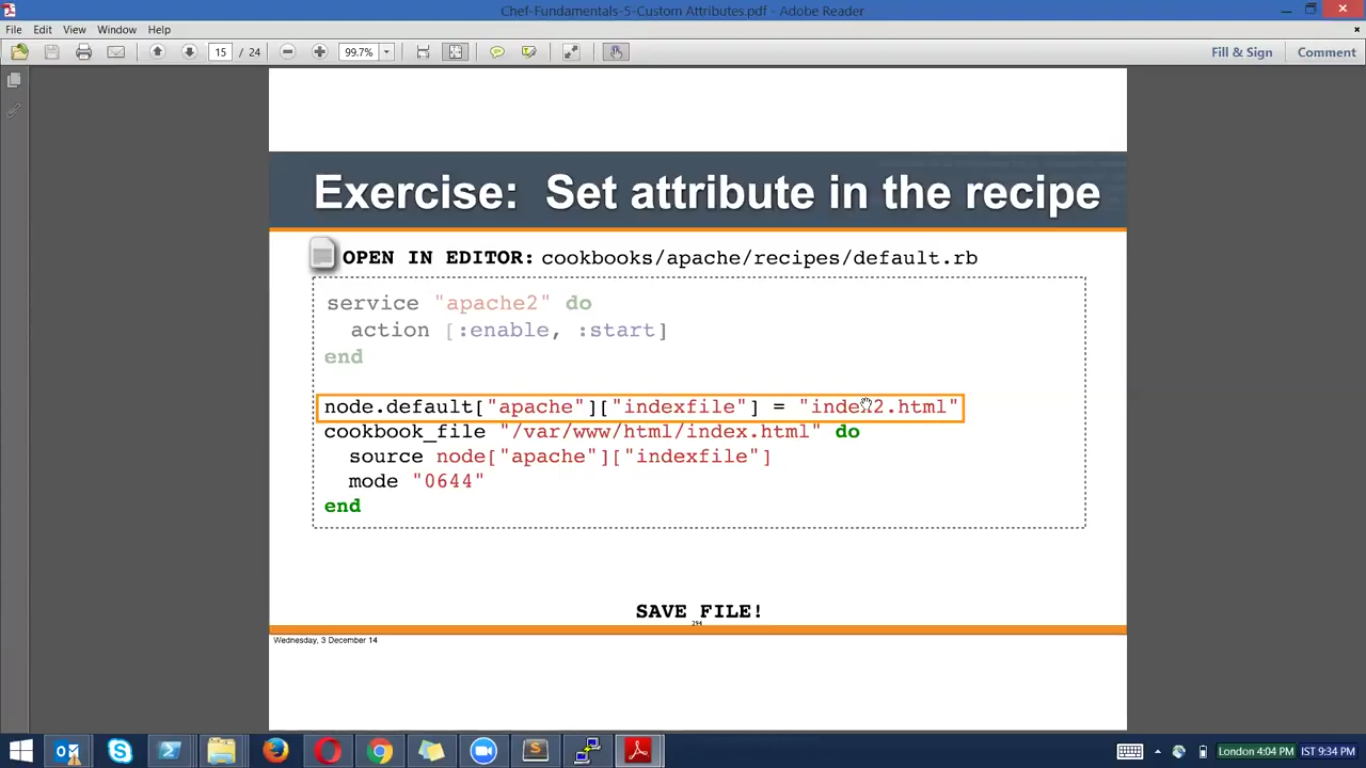 Chef-Fundamentals-5-Custom Attributes.pdf - Adobe Reader
File Edit View Window Help
15 / 24 99.7% Fill & Sign Comment
Exercise: Set attribute in the recipe
OPEN IN EDITOR: cookbooks/apache/recipes/default.rb
service "apache2" do
action [:enable, :start]
end
node.default["apache"]["indexfile"] = "index2.html"
cookbook_file "/var/www/html/index.html" do
source node["apache"]["indexfile"]
mode "0644"
end
SAVE FILE!
294
Wednesday, 3 December 14
London 4:04 PM IST 9:34 PM